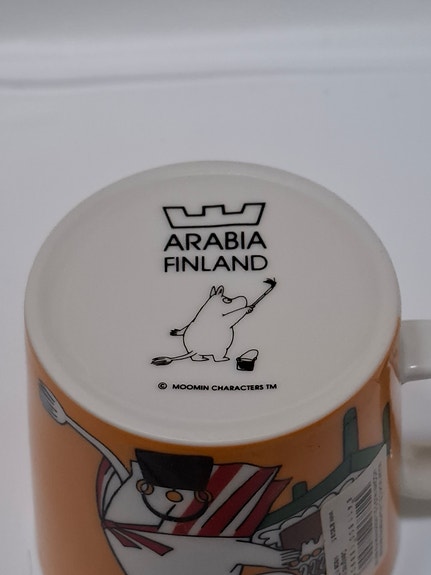 ARABIA
FINLAND
© MOOMIN CHARACTERS TM